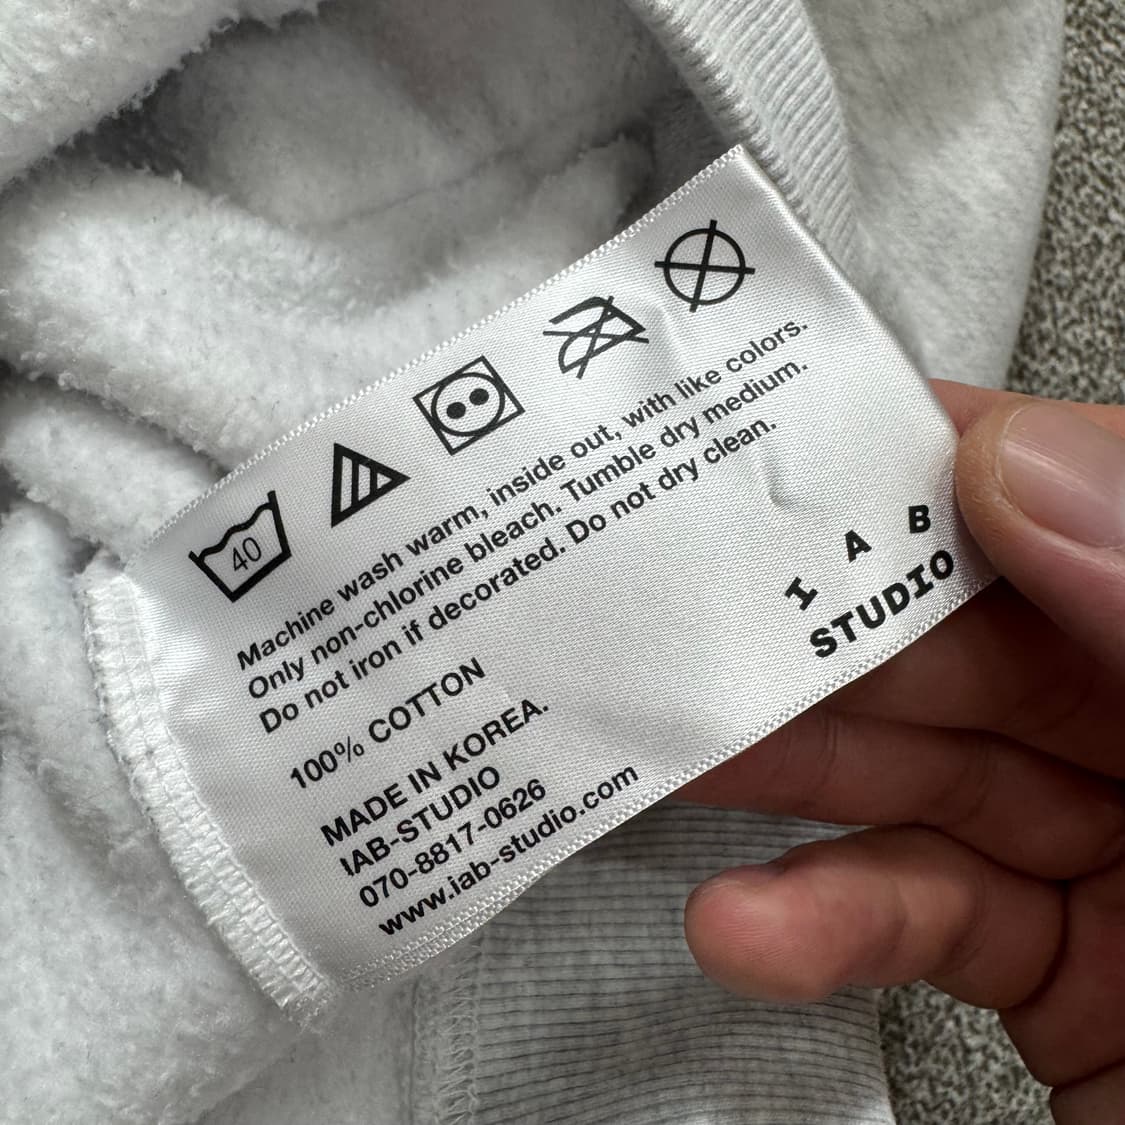 40
Machine wash warm, inside out, with like colors.
Only non-chlorine bleach. Tumble dry medium.
Do not iron if decorated. Do not dry clean.
100% COTTON
MADE IN KOREA.
IAB-STUDIO
070-8817-0626
www.iab-studio.com
I A B
STUDIO